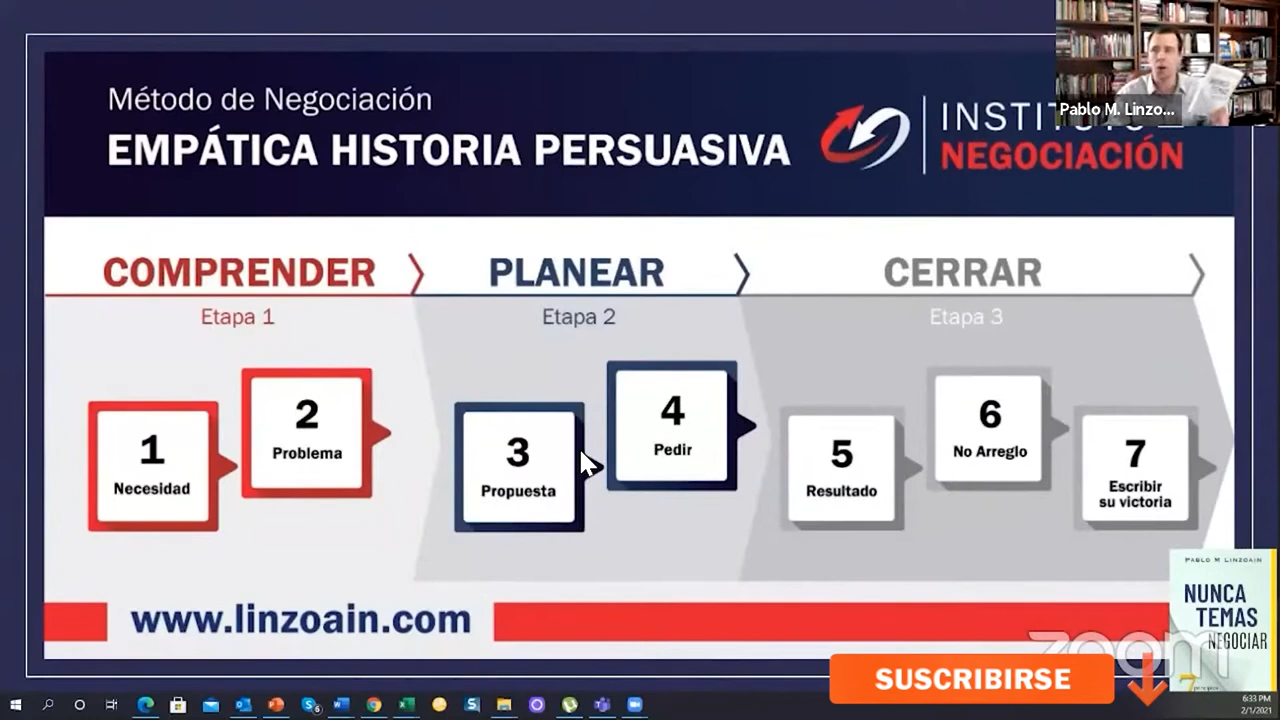 Método de Negociación
EMPÁTICA HISTORIA PERSUASIVA
NEGOCIACIÓN
Pablo M. Linzo...
COMPRENDER
PLANEAR
CERRAR
Etapa 1
Etapa 2
Etapa 3
1
Necesidad
2
Problema
3
Propuesta
4
Pedir
5
Resultado
6
No Arreglo
7
Escribir
su victoria
www.linzoain.com
zoom
SUSCRIBIRSE
PABLO M LINZOAIN
NUNCA
TEMAS
NEGOCIAR
7
6:33 PM
2/1/2021